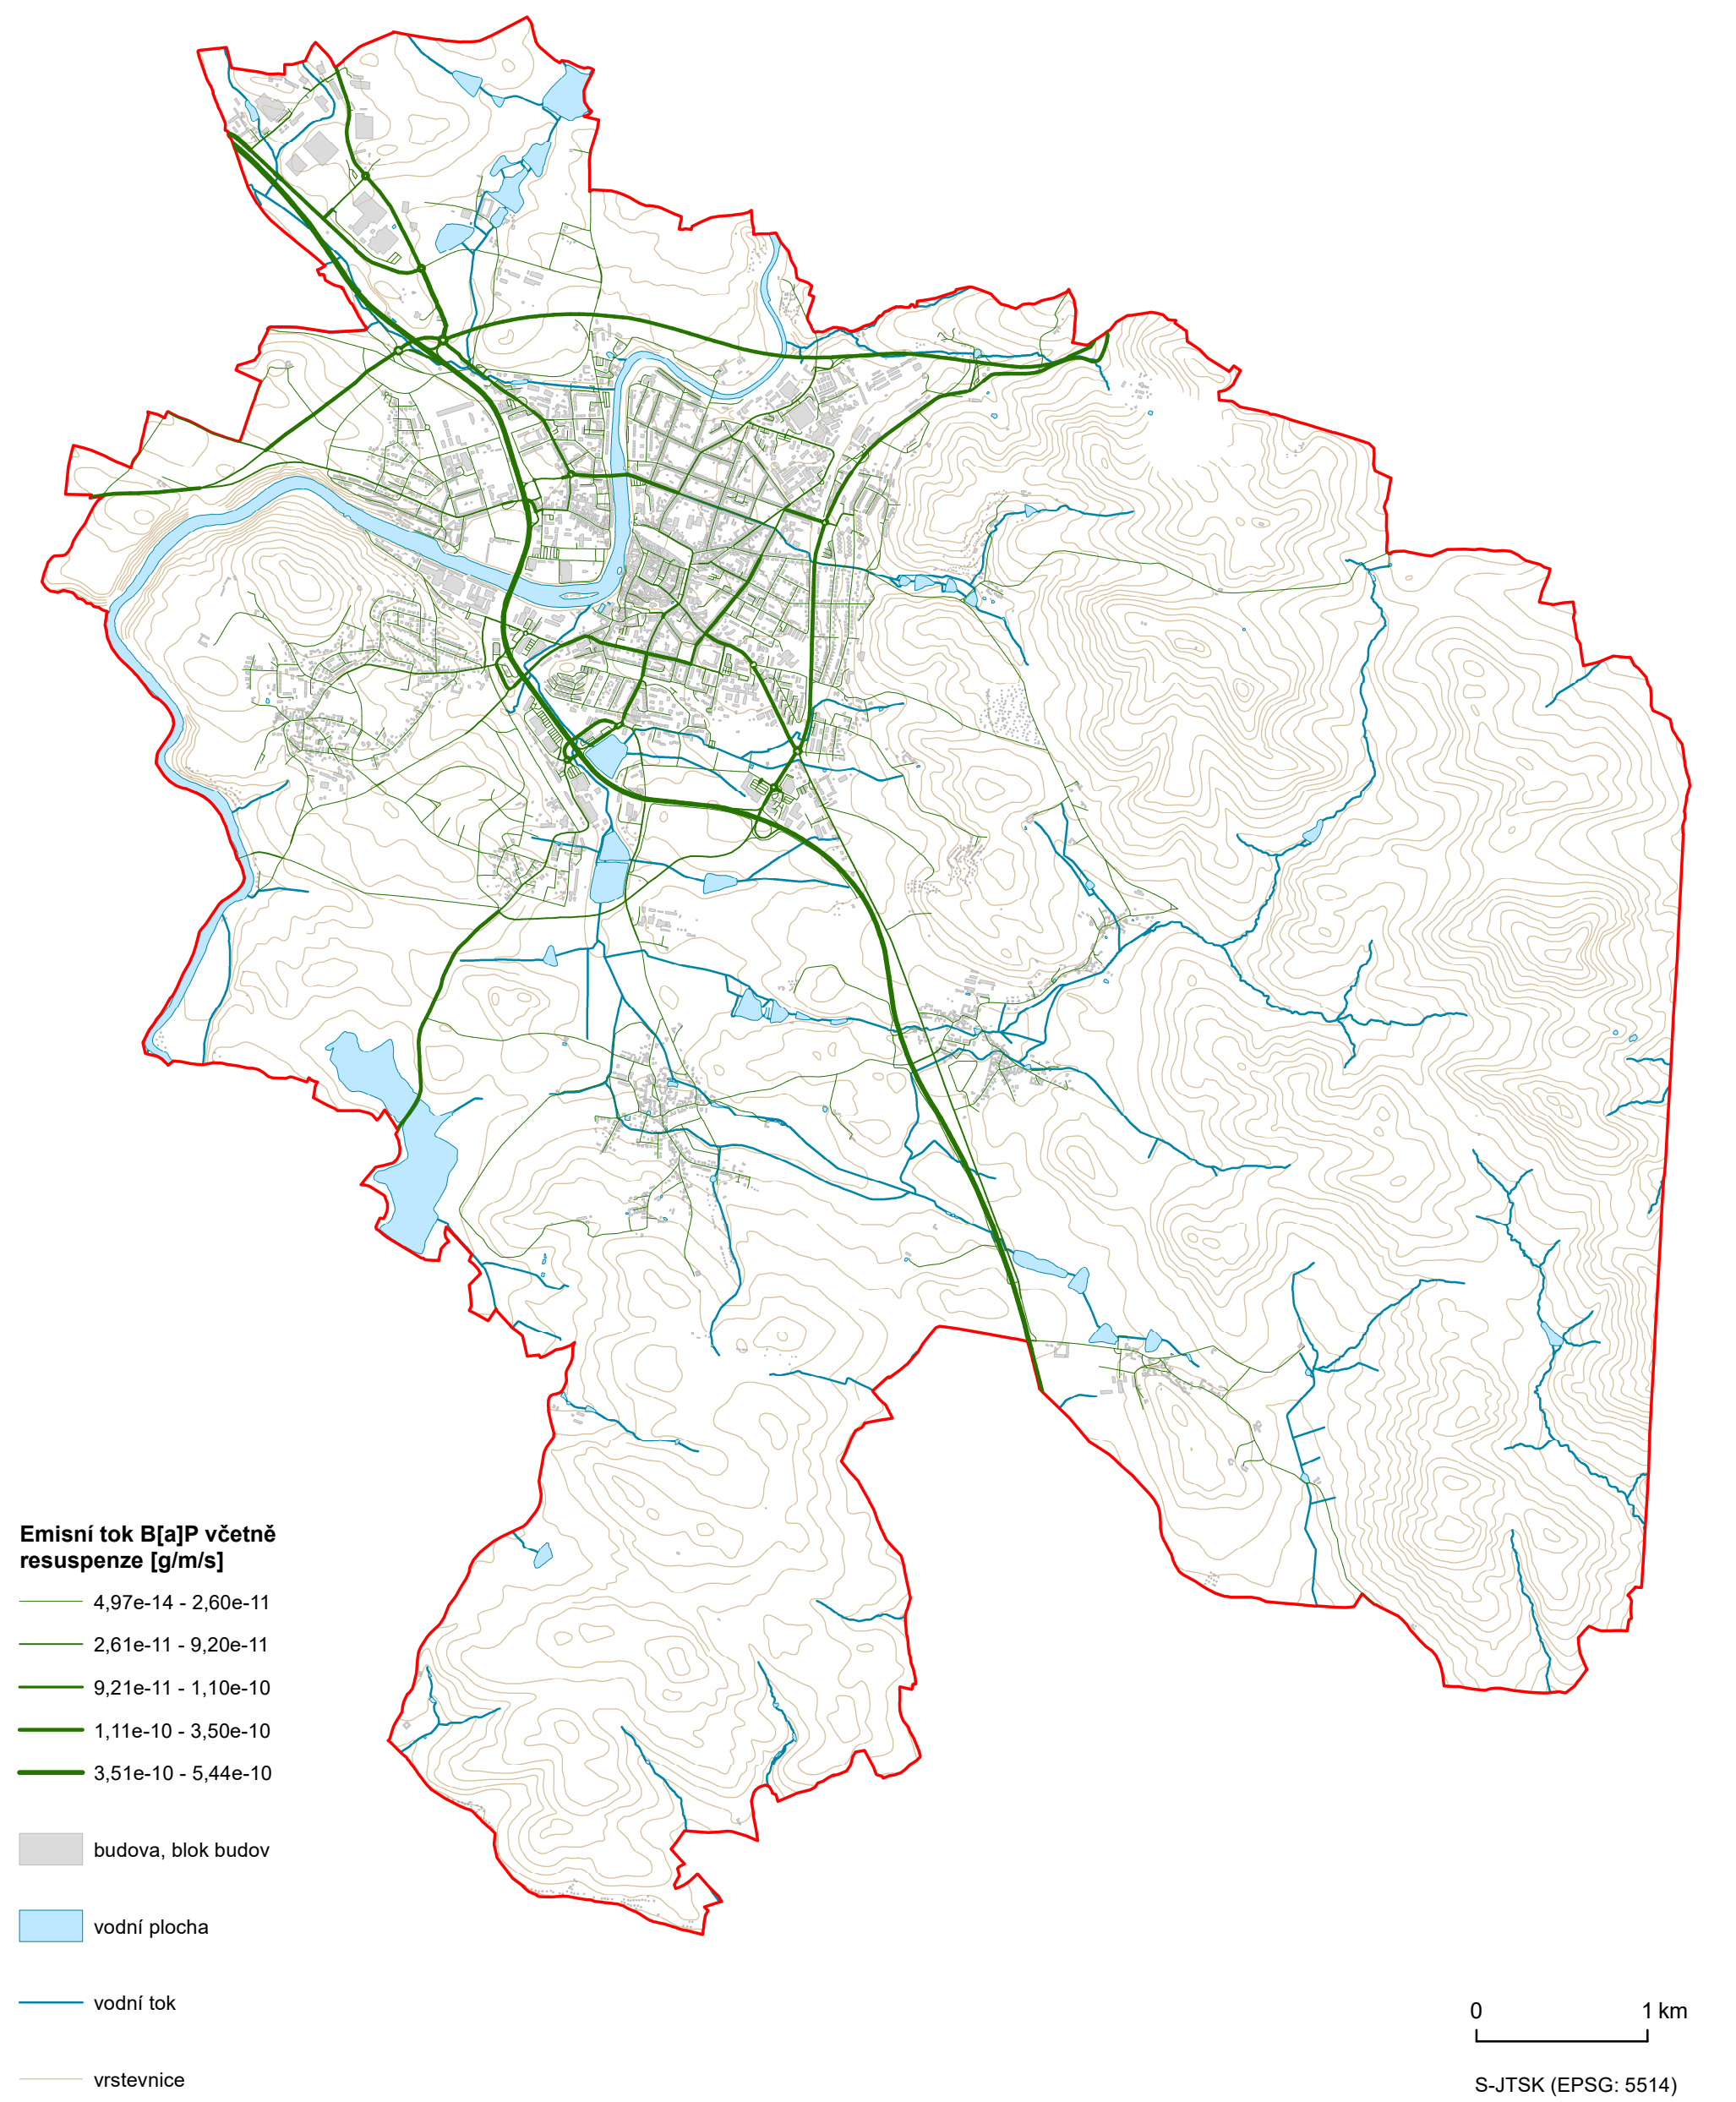 Emisní tok B[a]P včetně
resuspenze [g/m/s]
4,97e-14 - 2,60e-11
2,61e-11 - 9,20e-11
9,21e-11 - 1,10e-10
1,11e-10 - 3,50e-10
3,51e-10 - 5,44e-10
budova, blok budov
vodní plocha
vodní tok
vrstevnice
0 1 km
S-JTSK (EPSG: 5514)